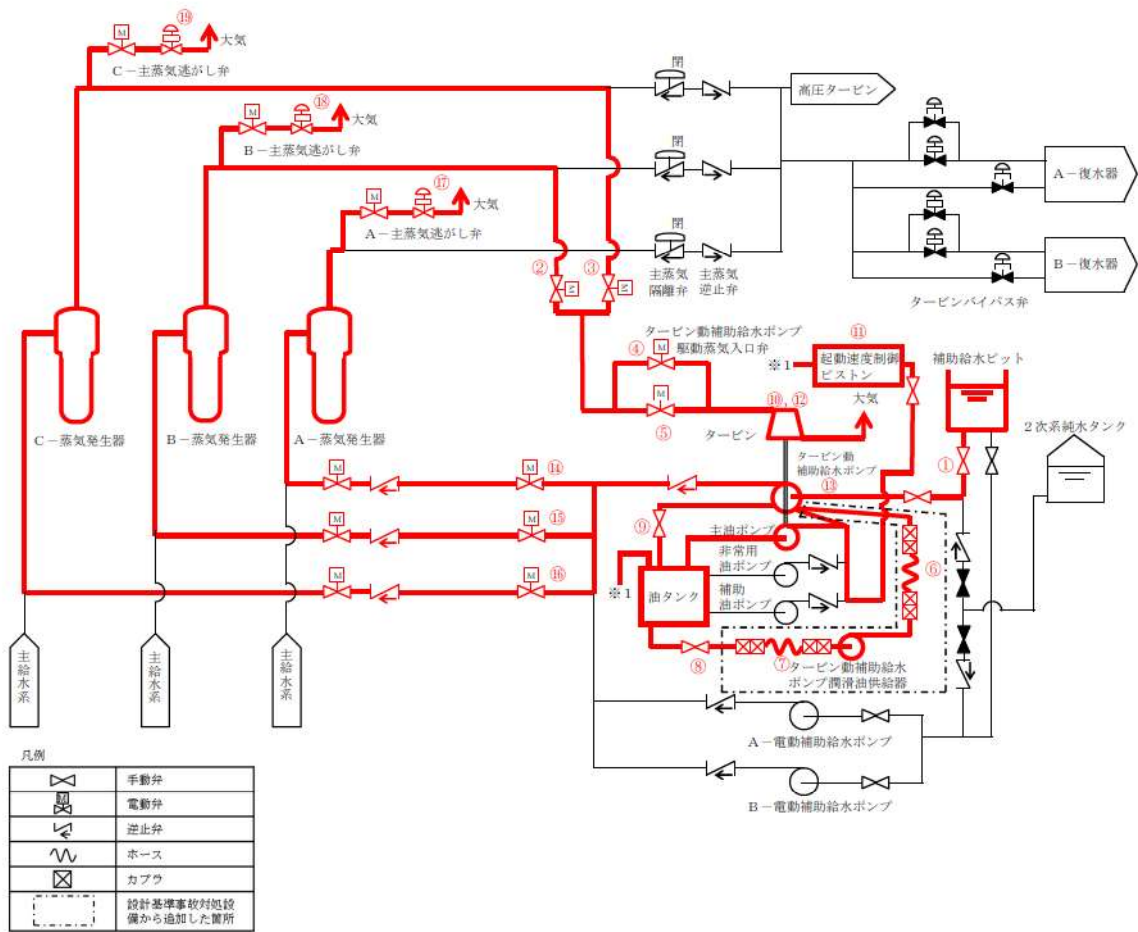 ⑲
M
大気
C－主蒸気逃がし弁
閉
高圧タービン
⑱
M
大気
B－主蒸気逃がし弁
閉
⑰
M
大気
A－主蒸気逃がし弁
閉
A－復水器
B－復水器
主蒸気
隔離弁
主蒸気
逆止弁
タービンバイパス弁
②
M
③
M
タービン動補助給水ポンプ
駆動蒸気入口弁
④
M
M
⑤
⑪
※1
起動速度制御
ピストン
補助給水ピット
⑩, ⑫
大気
タービン
2次系純水タンク
①
C－蒸気発生器
B－蒸気発生器
A－蒸気発生器
タービン動
補助給水ポンプ
⑬
M
M
⑭
M
M
⑮
M
M
⑯
⑨
主油ポンプ
非常用
油ポンプ
補助
油ポンプ
⑥
※1
油タンク
⑧
⑦
タービン動補助給水
ポンプ潤滑油供給器
主給水系
主給水系
主給水系
A－電動補助給水ポンプ
B－電動補助給水ポンプ
凡例
手動弁
M
電動弁
逆止弁
ホース
カプラ
設計基準事故対処設
備から追加した箇所